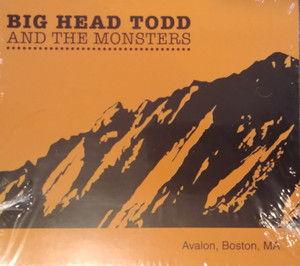 BIG HEAD TODD
AND THE MONSTERS
Avalon, Boston, MA